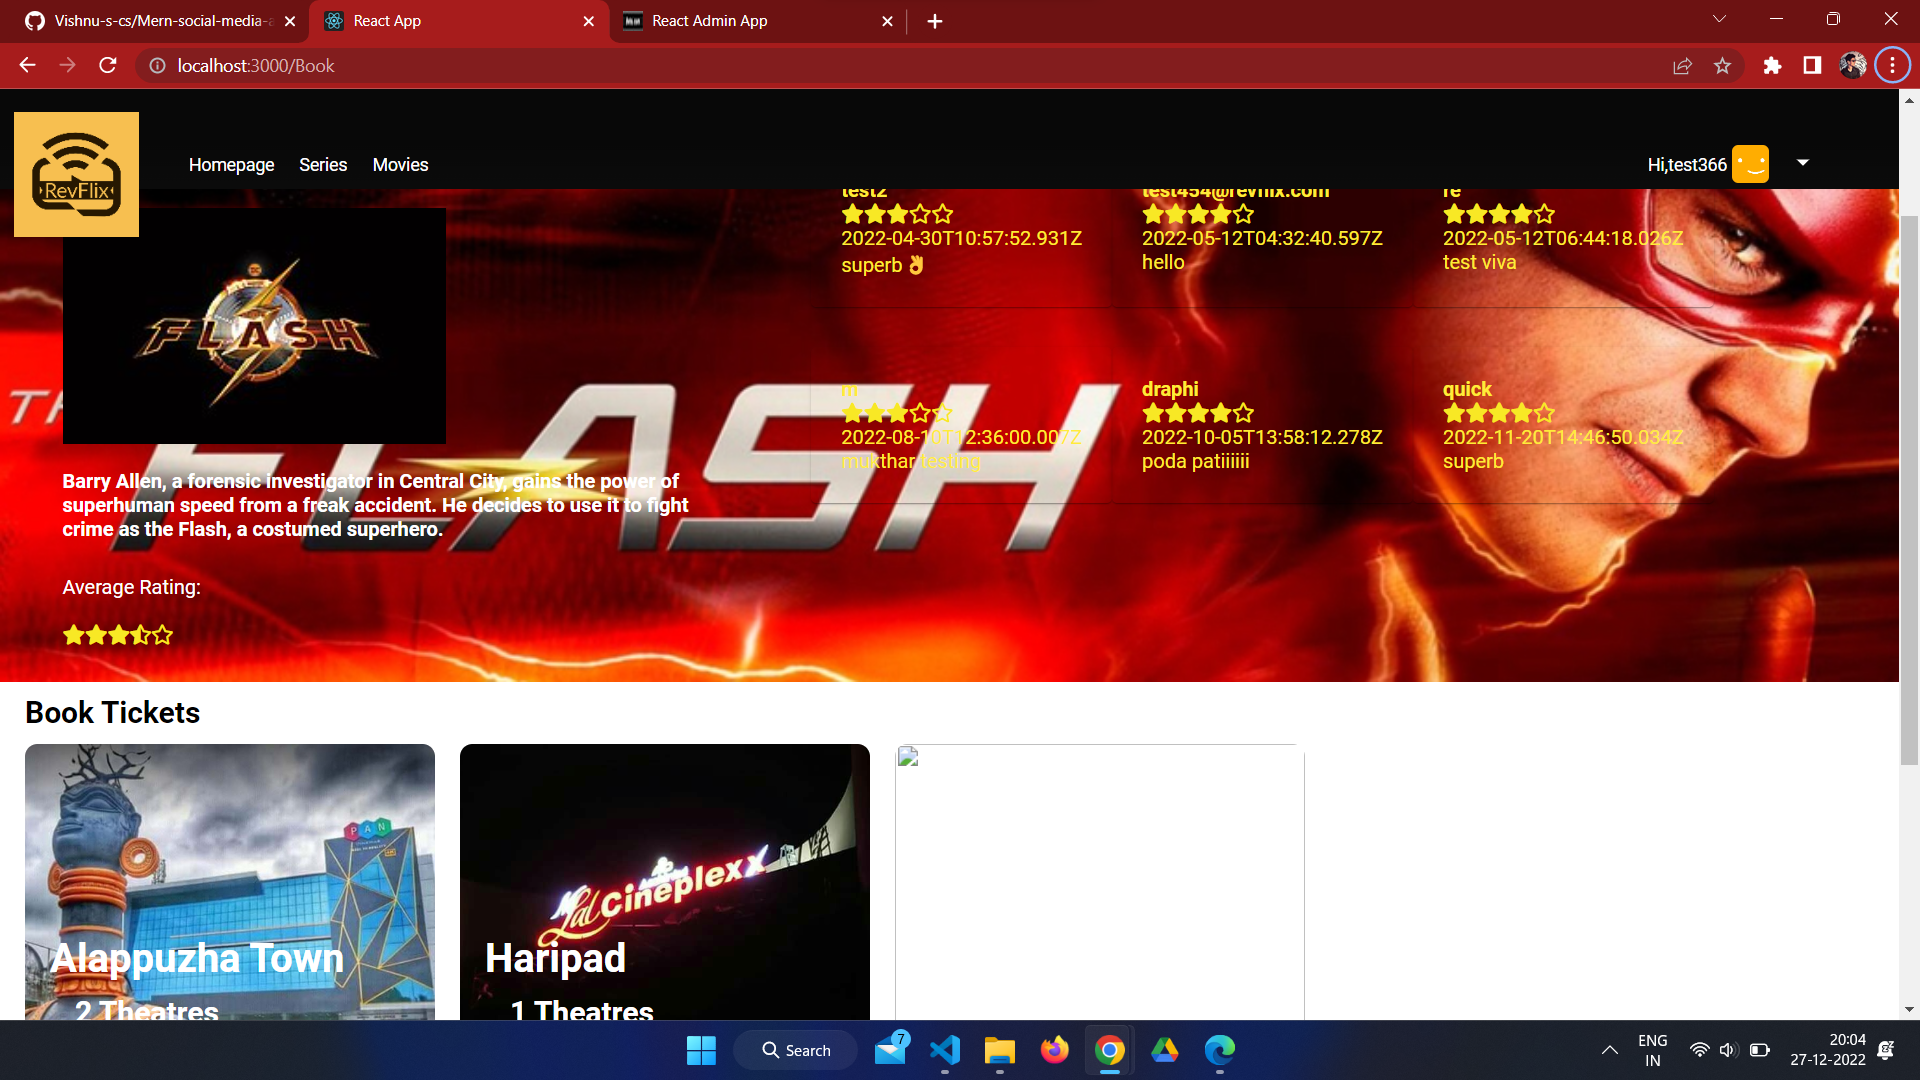 Vishnu-s-cs/Mern-social-media-a
React App
React Admin App
localhost:3000/Book
RevFlix
Homepage
Series
Movies
Hi,test366
test2
test454@revflix.com
re
2022-04-30T10:57:52.931Z
2022-05-12T04:32:40.597Z
2022-05-12T06:44:18.026Z
superb👌
hello
test viva
FLASH
THE
FLASH
m
draphi
quick
2022-08-10T12:36:00.007Z
2022-10-05T13:58:12.278Z
2022-11-20T14:46:50.034Z
mukthar testing
poda patiiiiii
superb
Barry Allen, a forensic investigator in Central City, gains the power of
superhuman speed from a freak accident. He decides to use it to fight
crime as the Flash, a costumed superhero.
Average Rating:
Book Tickets
PAN
Alappuzha Town
2 Theatres
Mal Cineplexx
Haripad
1 Theatres
Search
7
ENG
IN
20:04
27-12-2022